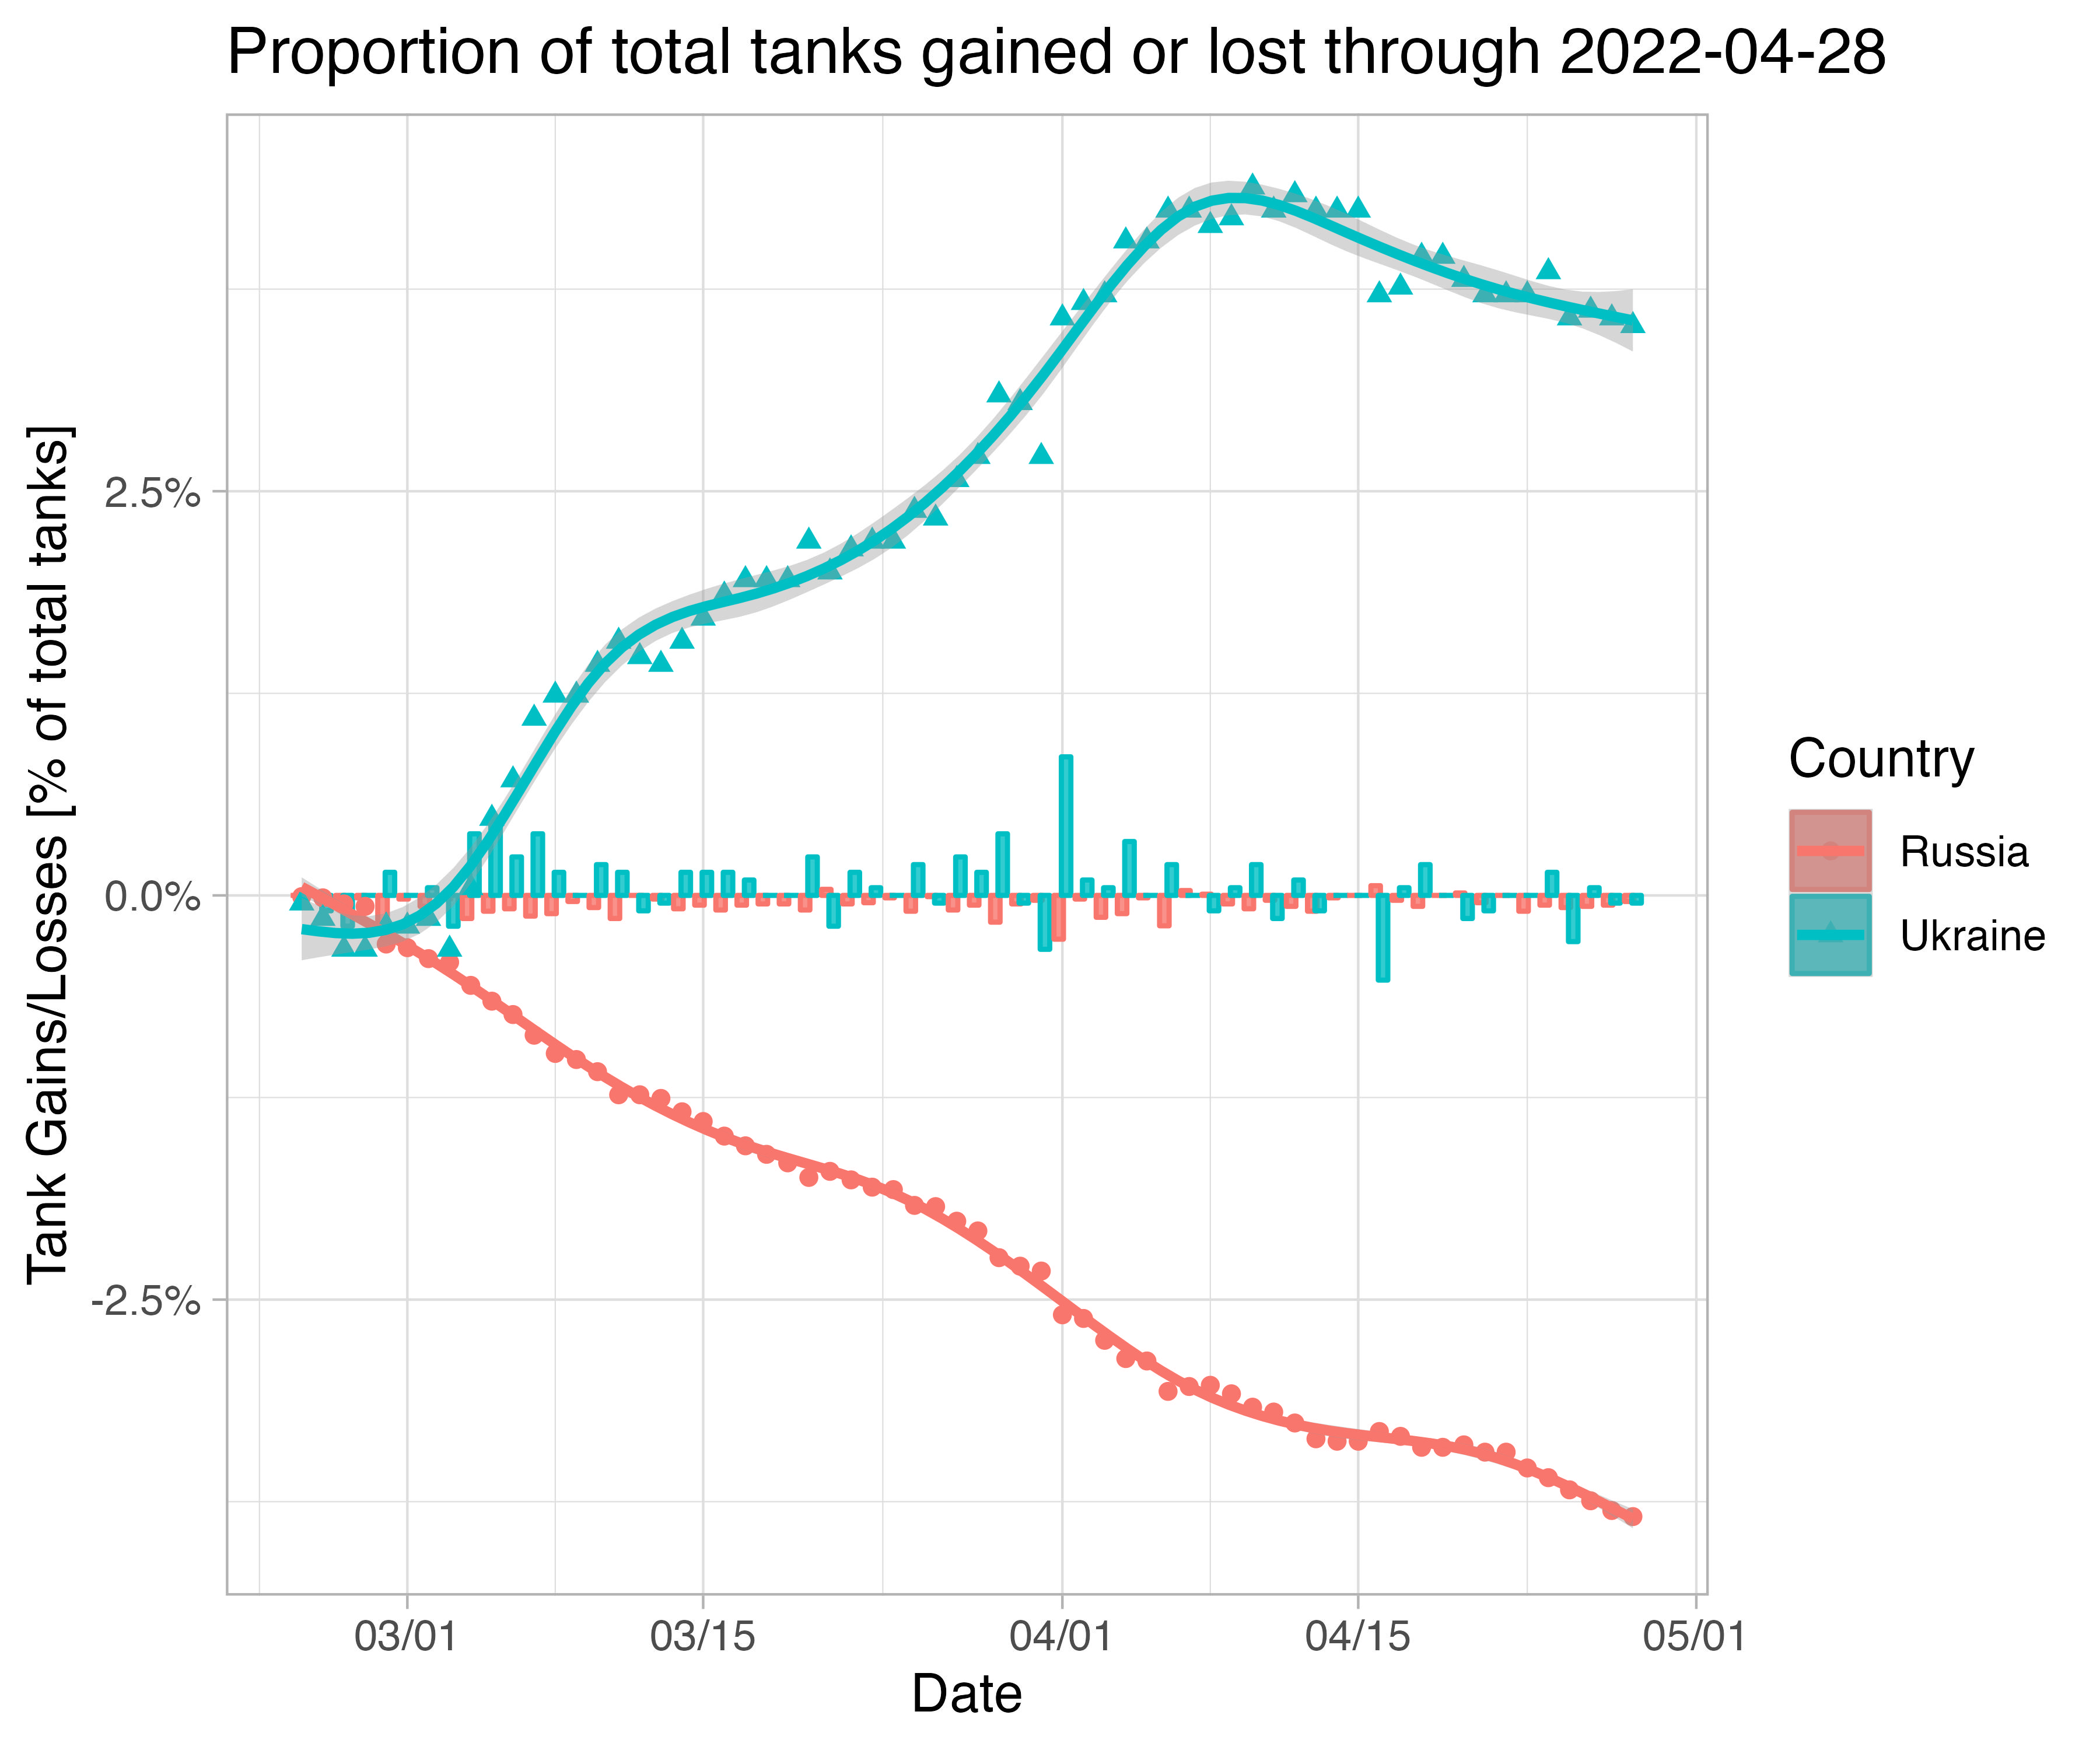 Proportion of total tanks gained or lost through 2022-04-28
Tank Gains/Losses [% of total tanks]
2.5%
0.0%
-2.5%
03/01
03/15
04/01
04/15
05/01
Date
Country
Russia
Ukraine